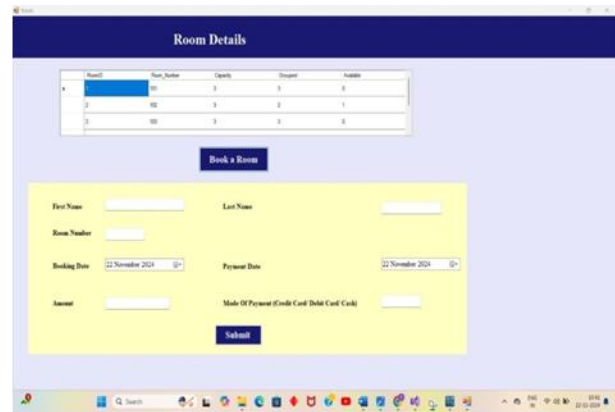 Room Details
RoomID Room_Number Capacity Occupied Available
1 101 3 3 0
2 102 3 2 1
3 103 3 3 0
Book a Room
First Name Last Name
Room Number
Booking Date 22 November 2024 Payment Date 22 November 2024
Amount Mode Of Payment (Credit Card/ Debit Card/ Cash)
Submit
Search
ENG
IN